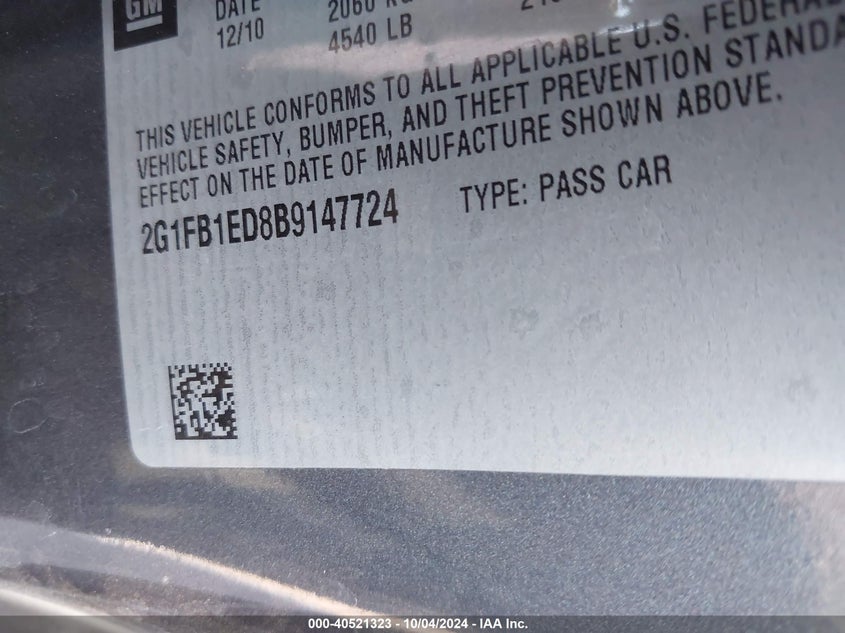 GM
DATE
12/10
2060 KG
4540 LB
THIS VEHICLE CONFORMS TO ALL APPLICABLE U.S. FEDERAL
VEHICLE SAFETY, BUMPER, AND THEFT PREVENTION STANDA
EFFECT ON THE DATE OF MANUFACTURE SHOWN ABOVE.
2G1FB1ED8B9147724
TYPE: PASS CAR
000-40521323 - 10/04/2024 - IAA Inc.